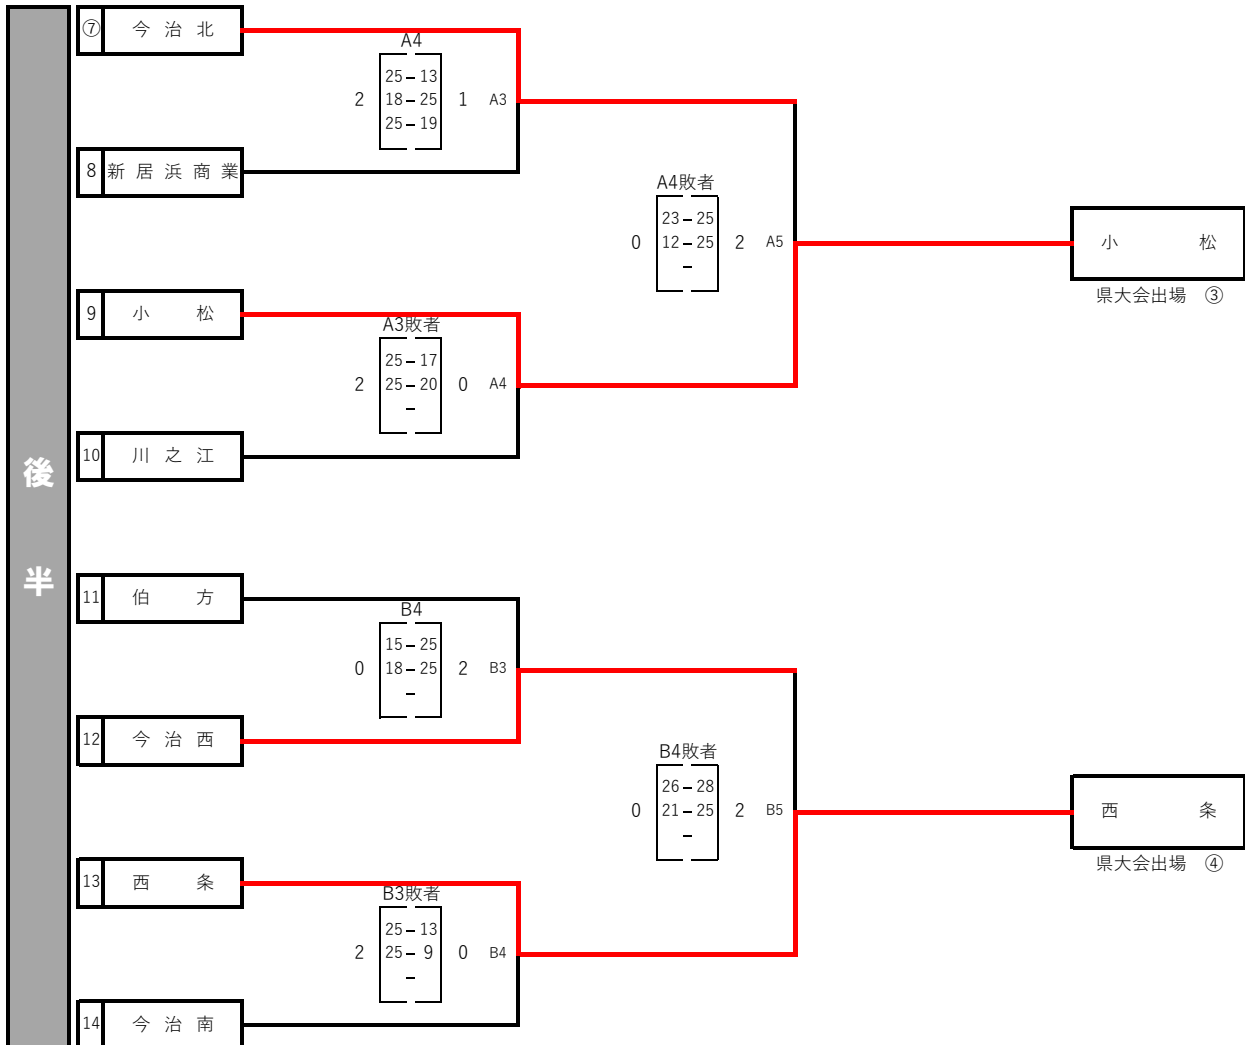 後半
⑦ 今治北
A4
25 – 13
2 18 – 25 1 A3
25 – 19
8 新居浜商業
A4敗者
23 – 25
0 12 – 25 2 A5
–
小松
県大会出場 ③
9 小松
A3敗者
25 – 17
2 25 – 20 0 A4
–
10 川之江
11 伯方
B4
15 – 25
0 18 – 25 2 B3
–
12 今治西
B4敗者
26 – 28
0 21 – 25 2 B5
–
西条
県大会出場 ④
13 西条
B3敗者
25 – 13
2 25 – 9 0 B4
–
14 今治南